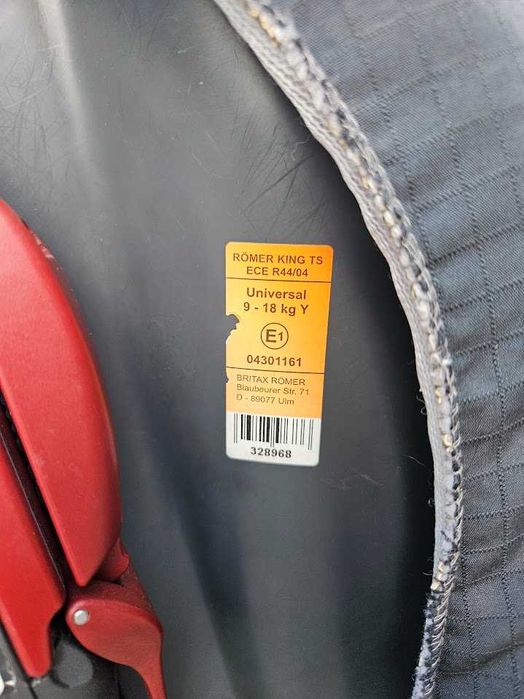 RÖMER KING TS
ECE R44/04
Universal
9 - 18 kg Y
E1
04301161
BRITAX RÖMER
Blaubeurer Str. 71
D - 89077 Ulm
328968